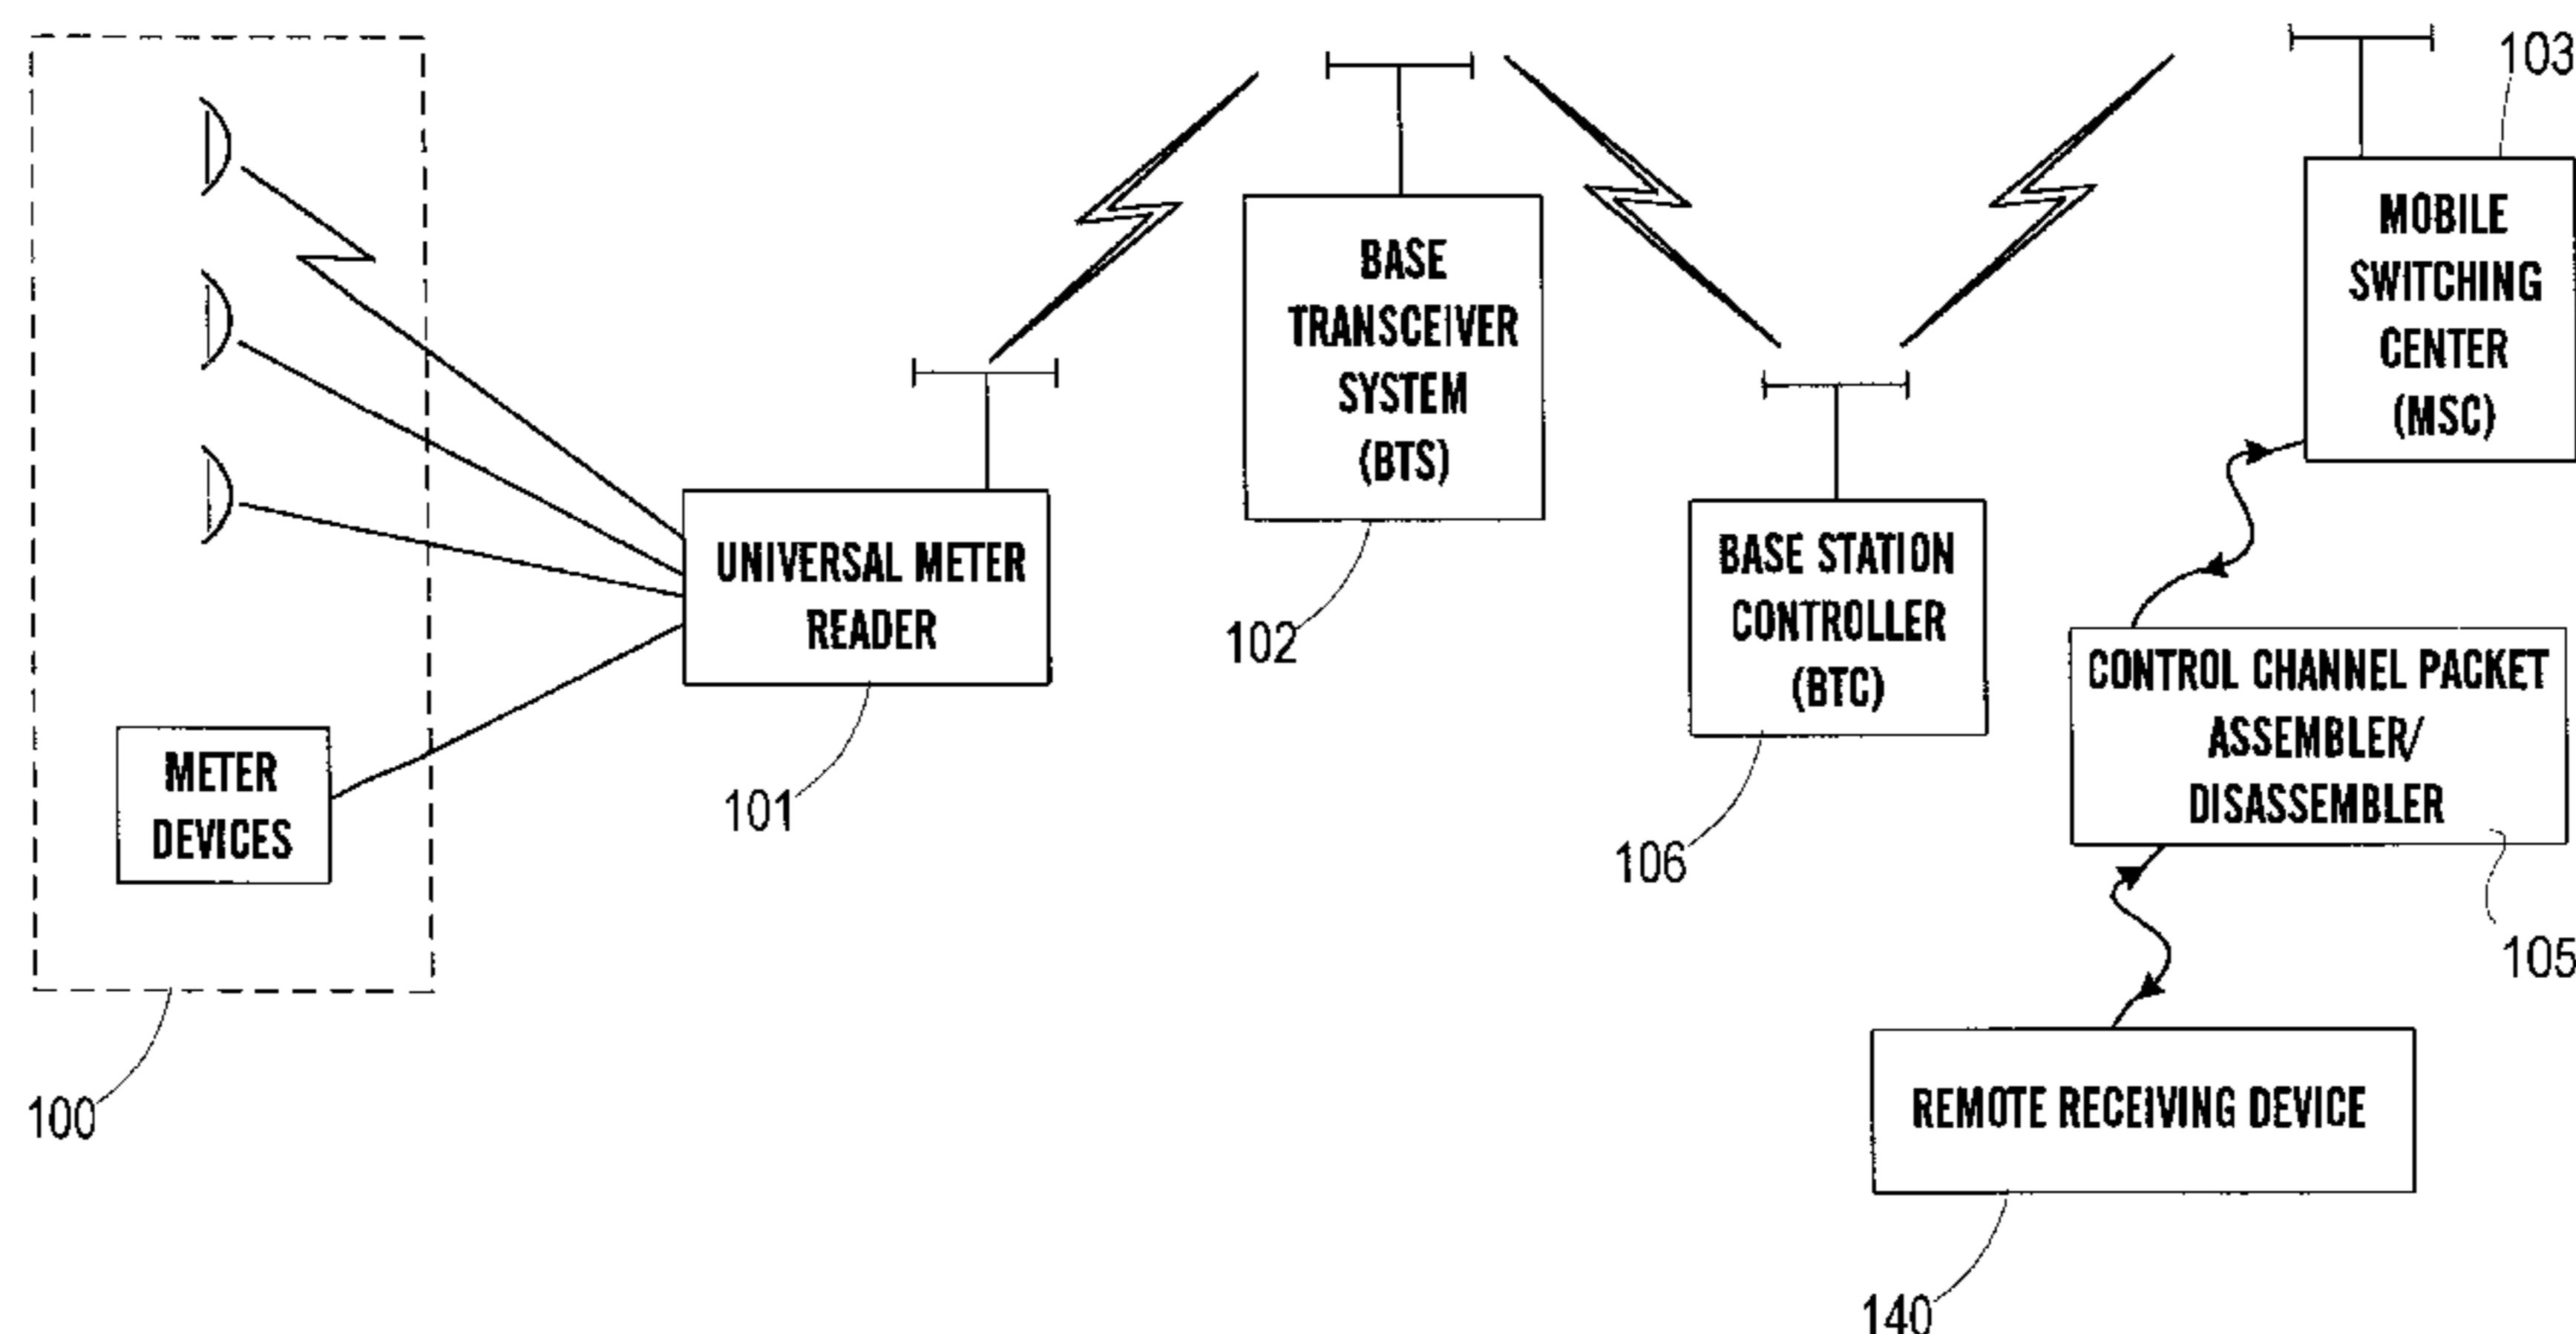 103
MOBILE
SWITCHING
CENTER
(MSC)
BASE
TRANSCEIVER
SYSTEM
(BTS)
102
UNIVERSAL METER
READER
101
BASE STATION
CONTROLLER
(BTC)
106
CONTROL CHANNEL PACKET
ASSEMBLER/
DISASSEMBLER
105
METER
DEVICES
100
REMOTE RECEIVING DEVICE
140